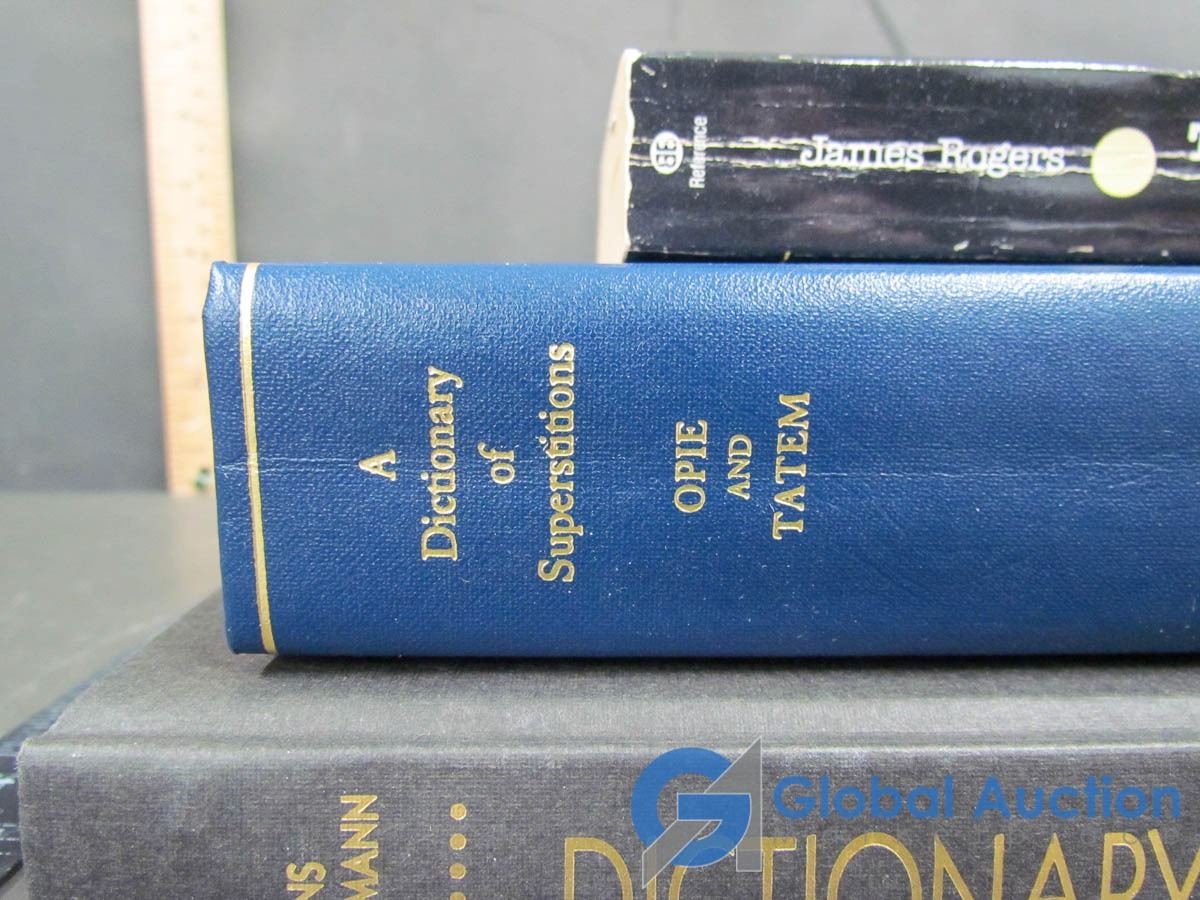 Reference
James Rogers
A
Dictionary
of
Superstitions
OPIE
AND
TATEM
DICTIONARY
Global Auction